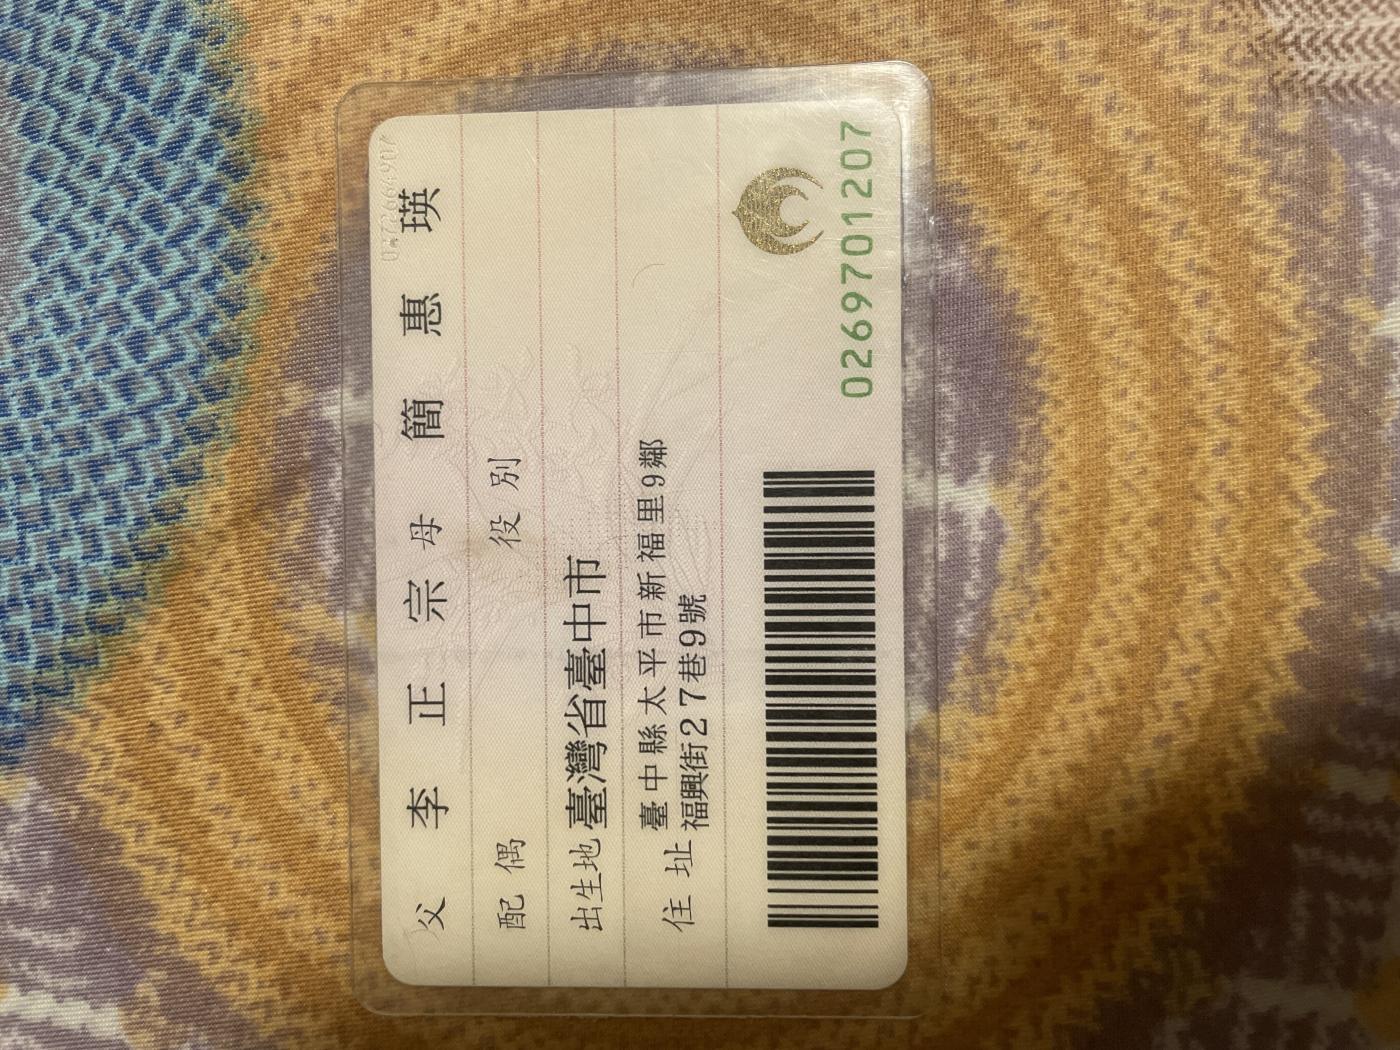 父 李正宗 母 簡惠瑛
配偶 役別
出生地 臺灣省臺中市
住址 臺中縣太平市新福里9鄰
福興街27巷9號
0269701207